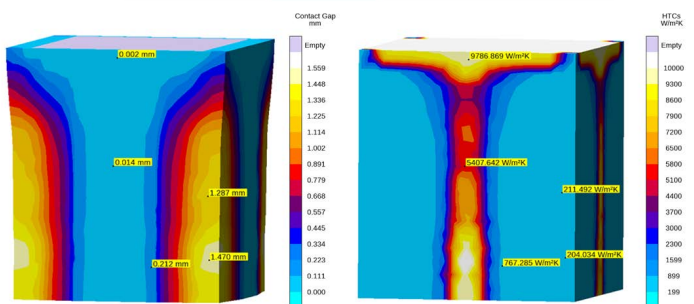 Contact Gap
mm
Empty
1.559
1.448
1.336
1.225
1.114
1.002
0.891
0.779
0.668
0.557
0.445
0.334
0.223
0.111
0.000
0.002 mm
0.014 mm
1.287 mm
1.470 mm
0.212 mm
HTCs
W/m²K
Empty
10000
9300
8600
7900
7200
6500
5800
5100
4400
3700
3000
2300
1600
899
199
9786.869 W/m²K
5407.642 W/m²K
211.492 W/m²K
204.034 W/m²K
767.285 W/m²K